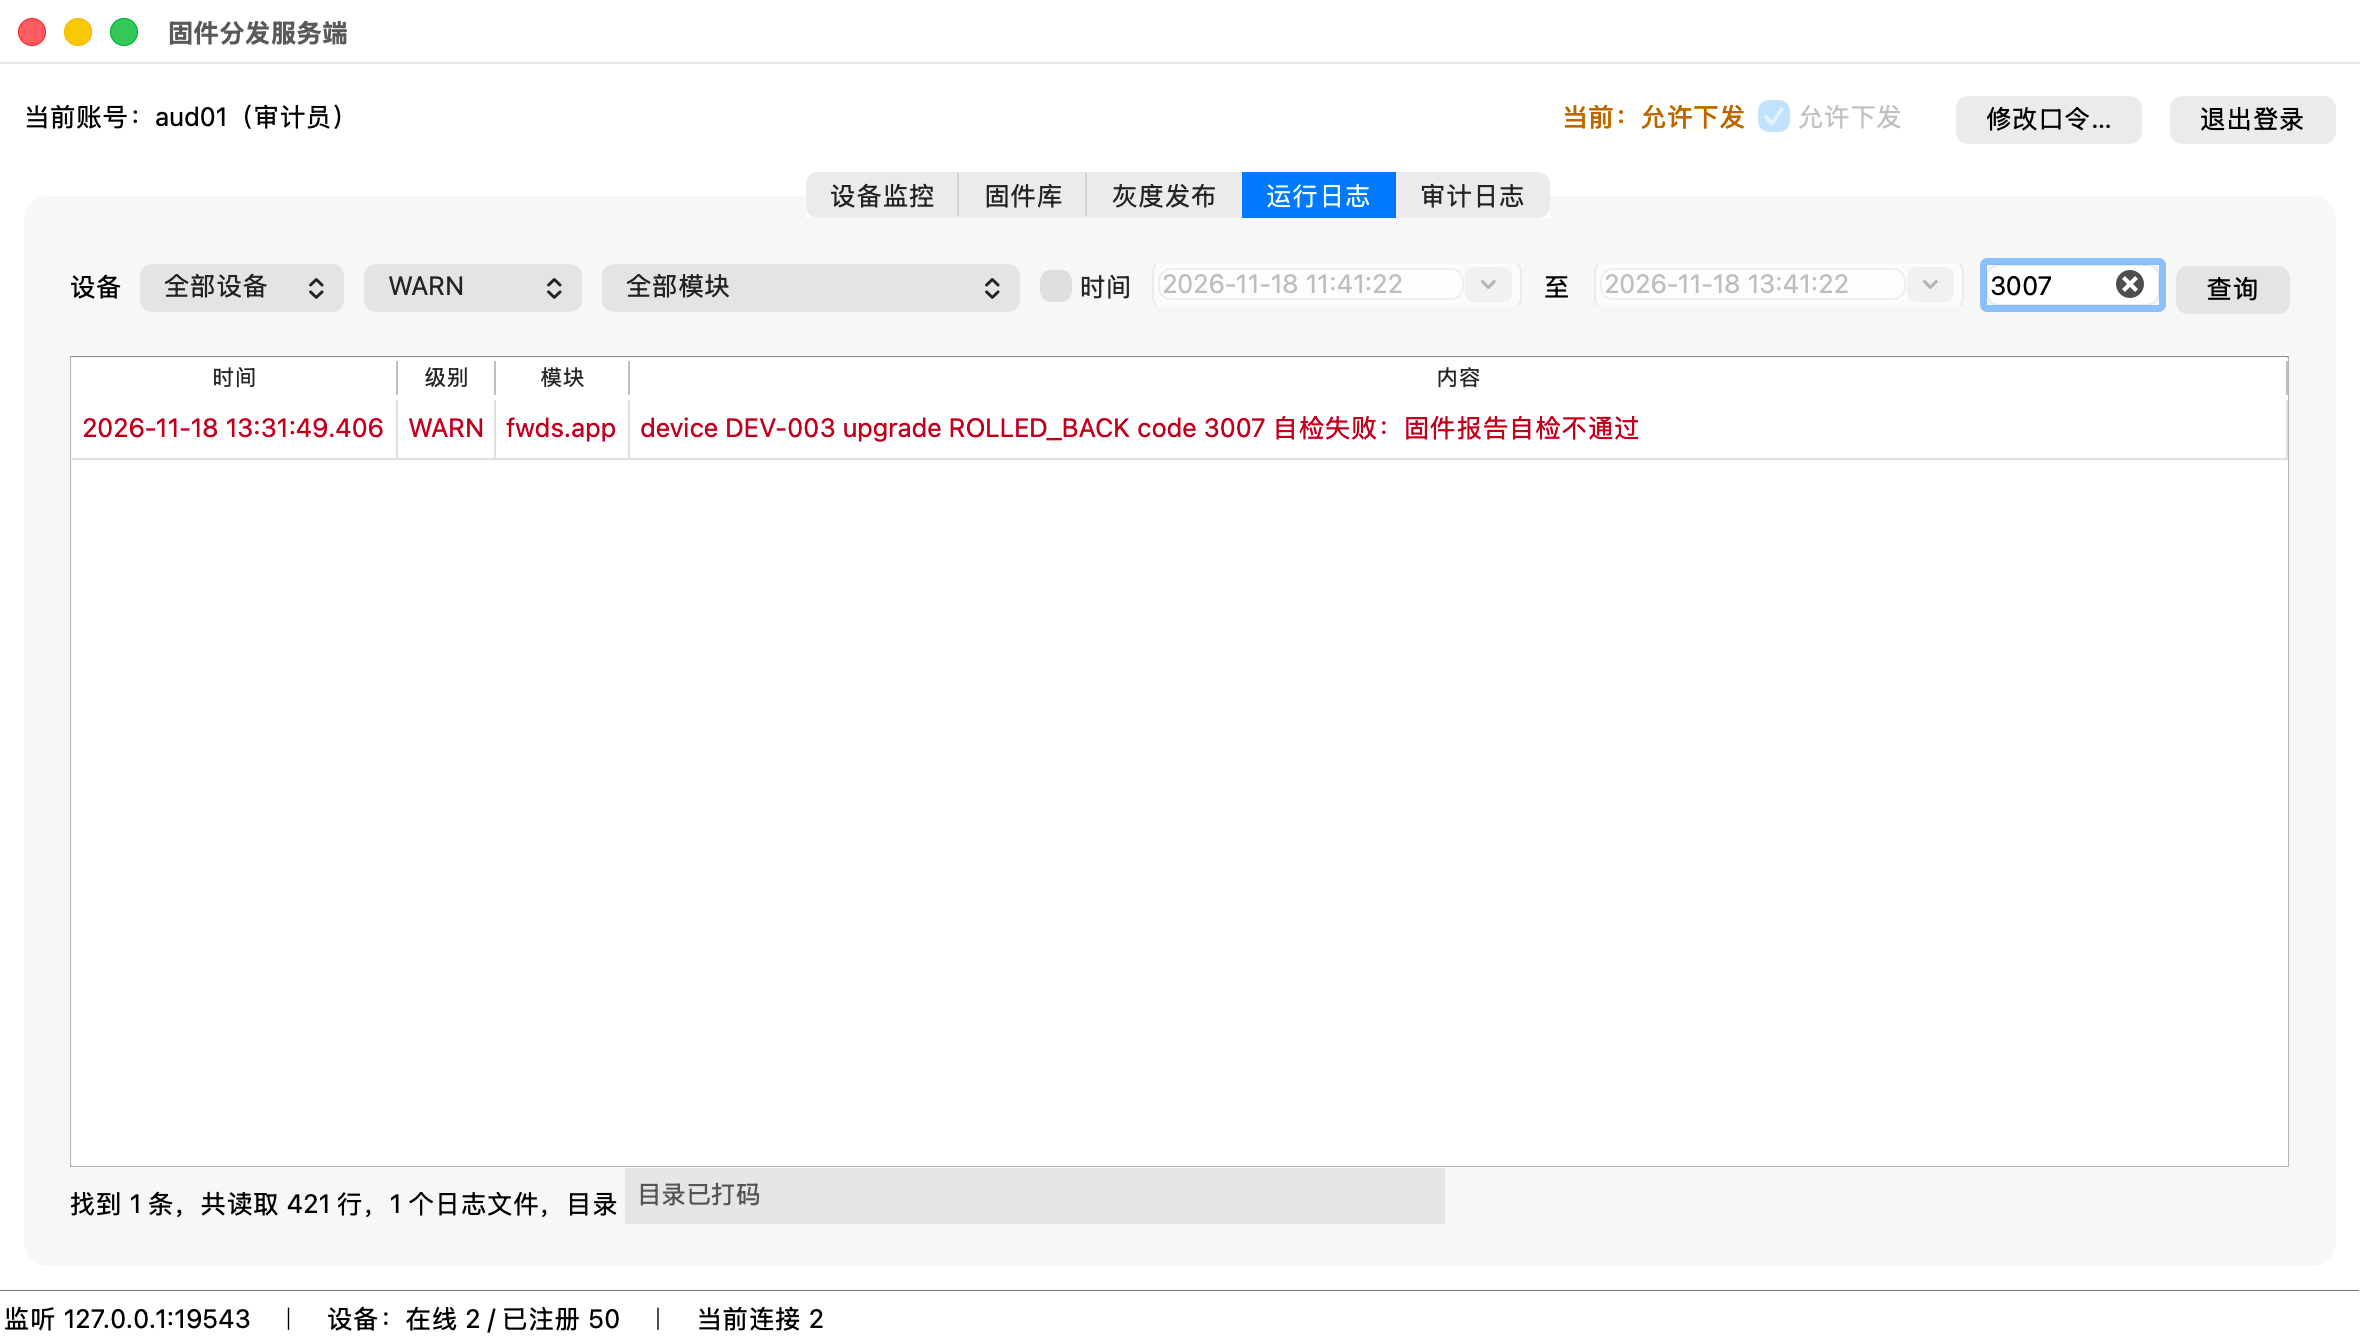 固件分发服务端
当前账号：aud01（审计员）
当前：允许下发 允许下发 修改口令... 退出登录
设备监控 固件库 灰度发布 运行日志 审计日志
设备 全部设备 WARN 全部模块 时间 2026-11-18 11:41:22 至 2026-11-18 13:41:22 3007 查询
时间 级别 模块 内容
2026-11-18 13:31:49.406 WARN fwds.app device DEV-003 upgrade ROLLED_BACK code 3007 自检失败：固件报告自检不通过
找到 1 条，共读取 421 行，1 个日志文件，目录 目录已打码
监听 127.0.0.1:19543 | 设备：在线 2 / 已注册 50 | 当前连接 2